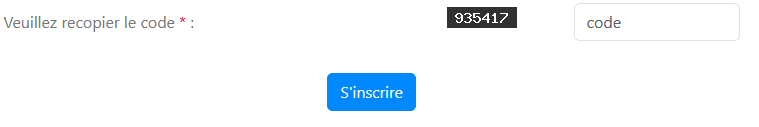 Veuillez recopier le code * : 935417 code
S'inscrire